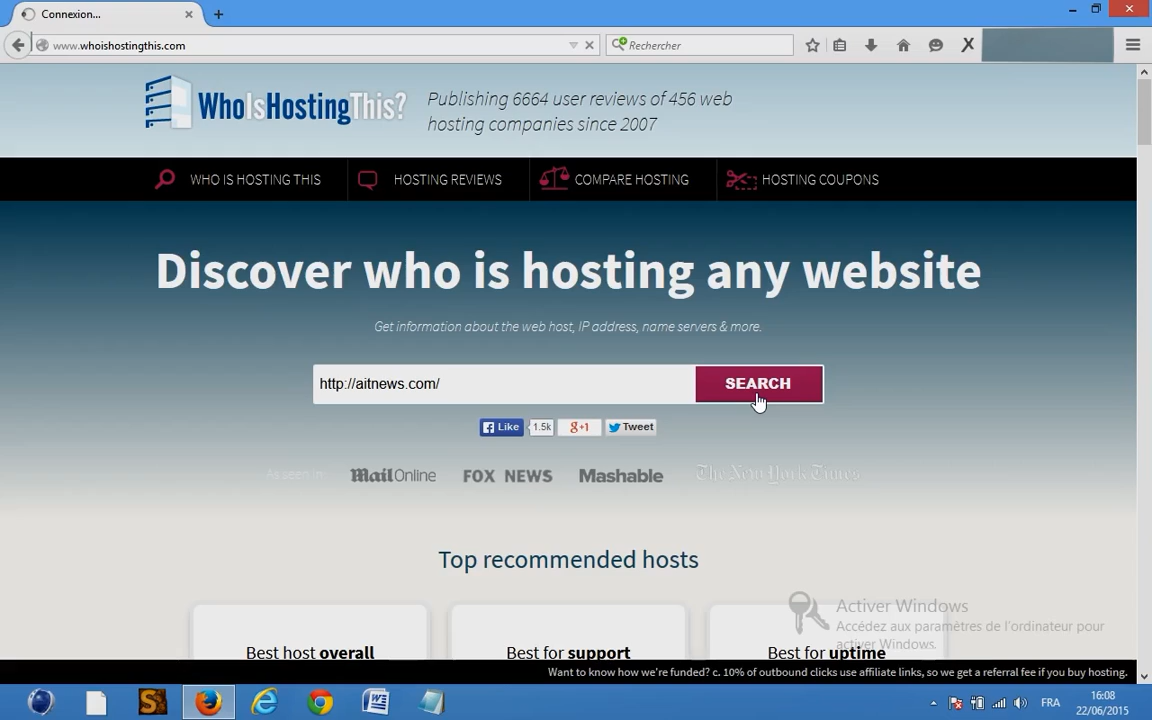 Connexion...
www.whoishostingthis.com
Rechercher
WhoIsHostingThis?
Publishing 6664 user reviews of 456 web
hosting companies since 2007
WHO IS HOSTING THIS
HOSTING REVIEWS
COMPARE HOSTING
HOSTING COUPONS
Discover who is hosting any website
Get information about the web host, IP address, name servers & more.
http://aitnews.com/
SEARCH
Like
1.5k
g+1
Tweet
As seen in
MailOnline
FOX NEWS
Mashable
The New York Times
Top recommended hosts
Activer Windows
Accédez aux paramètres de l'ordinateur pour
activer Windows.
Best host overall
Best for support
Best for uptime
Want to know how we're funded? c. 10% of outbound clicks use affiliate links, so we get a referral fee if you buy hosting.
FRA
16:08
22/06/2015